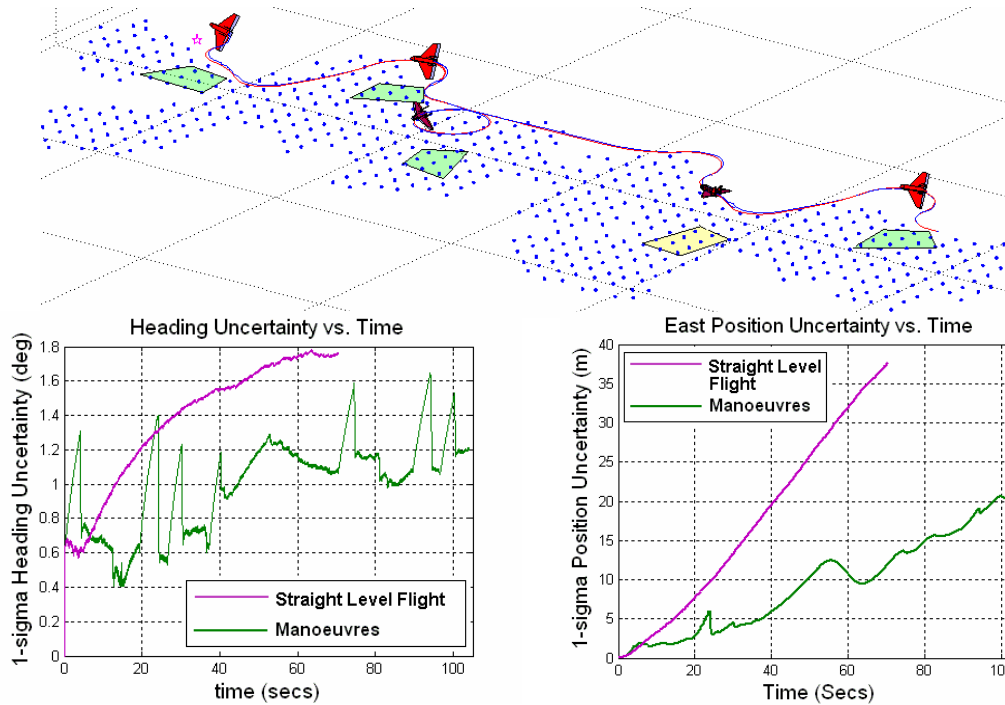 Heading Uncertainty vs. Time
1-sigma Heading Uncertainty (deg)
1.8
1.6
1.4
1.2
1
0.8
0.6
0.4
0.2
0
Straight Level Flight
Manoeuvres
0 20 40 60 80 100
time (secs)
East Position Uncertainty vs. Time
1-sigma Position Uncertainty (m)
40
35
30
25
20
15
10
5
0
Straight Level
Flight
Manoeuvres
0 20 40 60 80 100
Time (Secs)